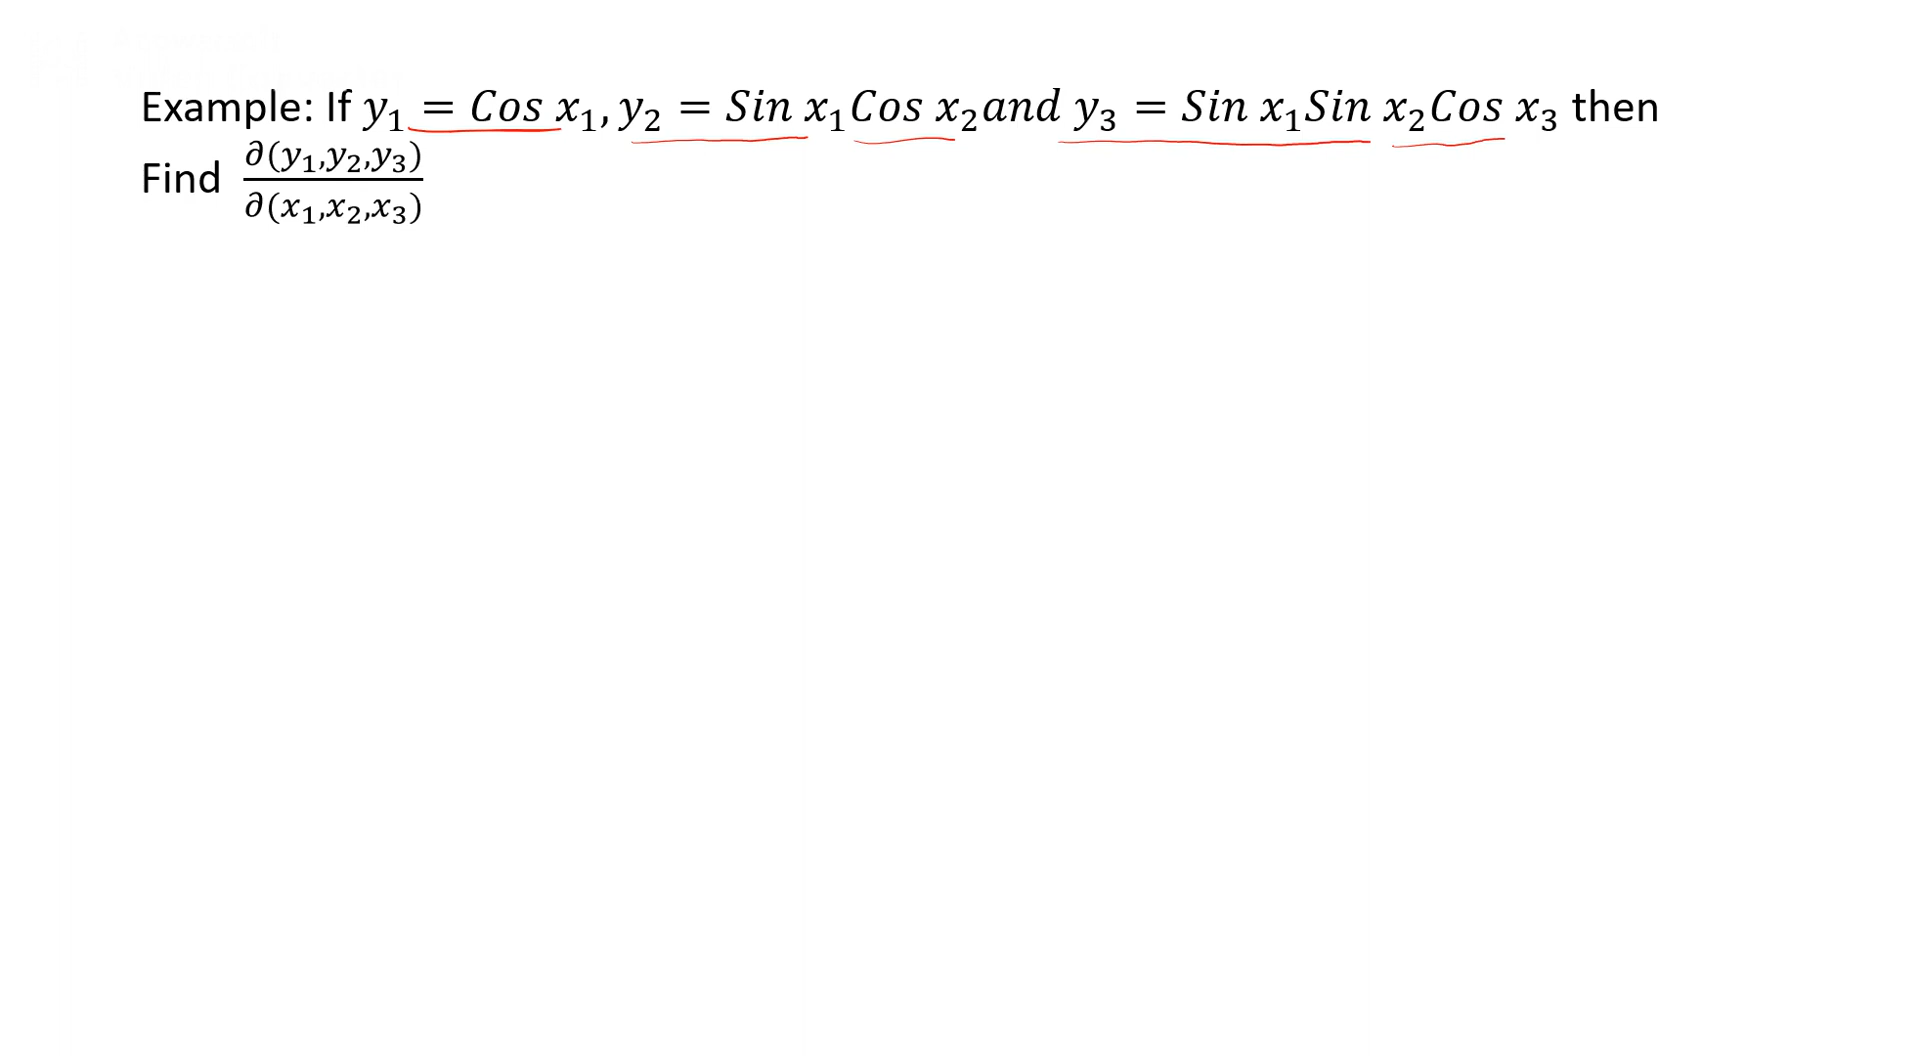 Example: If y₁ = Cos x₁, y₂ = Sin x₁Cos x₂and y₃ = Sin x₁Sin x₂Cos x₃ then
Find ∂(y₁,y₂,y₃)/∂(x₁,x₂,x₃)